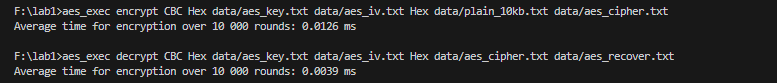 F:\lab1>aes_exec encrypt CBC Hex data/aes_key.txt data/aes_iv.txt Hex data/plain_10kb.txt data/aes_cipher.txt
Average time for encryption over 10 000 rounds: 0.0126 ms
F:\lab1>aes_exec decrypt CBC Hex data/aes_key.txt data/aes_iv.txt Hex data/aes_cipher.txt data/aes_recover.txt
Average time for encryption over 10 000 rounds: 0.0039 ms